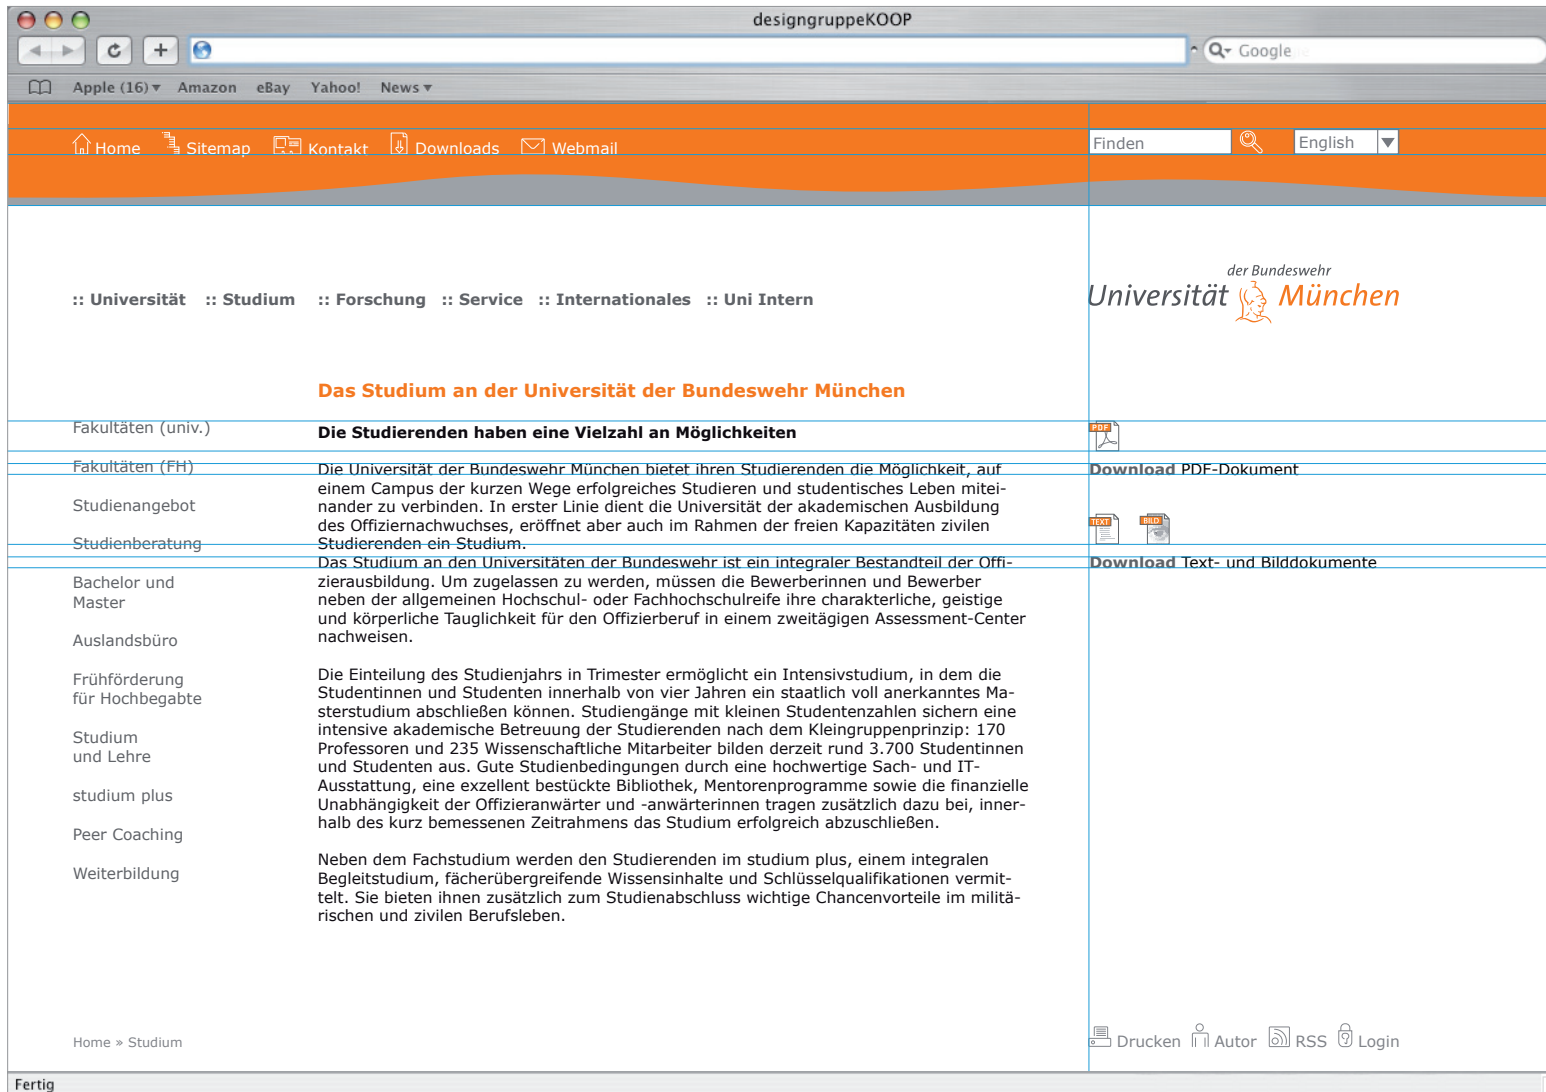 designgruppeKOOP
Google
Apple (16) Amazon eBay Yahoo! News
Home Sitemap Kontakt Downloads Webmail
Finden
English
der Bundeswehr
Universität München
:: Universität :: Studium :: Forschung :: Service :: Internationales :: Uni Intern
Das Studium an der Universität der Bundeswehr München
Fakultäten (univ.)
Fakultäten (FH)
Studienangebot
Studienberatung
Bachelor und
Master
Auslandsbüro
Frühförderung
für Hochbegabte
Studium
und Lehre
studium plus
Peer Coaching
Weiterbildung
Die Studierenden haben eine Vielzahl an Möglichkeiten
Die Universität der Bundeswehr München bietet ihren Studierenden die Möglichkeit, auf
einem Campus der kurzen Wege erfolgreiches Studieren und studentisches Leben mitei-
nander zu verbinden. In erster Linie dient die Universität der akademischen Ausbildung
des Offiziernachwuchses, eröffnet aber auch im Rahmen der freien Kapazitäten zivilen
Studierenden ein Studium.
Das Studium an den Universitäten der Bundeswehr ist ein integraler Bestandteil der Offi-
zierausbildung. Um zugelassen zu werden, müssen die Bewerberinnen und Bewerber
neben der allgemeinen Hochschul- oder Fachhochschulreife ihre charakterliche, geistige
und körperliche Tauglichkeit für den Offizierberuf in einem zweitägigen Assessment-Center
nachweisen.
Die Einteilung des Studienjahrs in Trimester ermöglicht ein Intensivstudium, in dem die
Studentinnen und Studenten innerhalb von vier Jahren ein staatlich voll anerkanntes Ma-
sterstudium abschließen können. Studiengänge mit kleinen Studentenzahlen sichern eine
intensive akademische Betreuung der Studierenden nach dem Kleingruppenprinzip: 170
Professoren und 235 Wissenschaftliche Mitarbeiter bilden derzeit rund 3.700 Studentinnen
und Studenten aus. Gute Studienbedingungen durch eine hochwertige Sach- und IT-
Ausstattung, eine exzellent bestückte Bibliothek, Mentorenprogramme sowie die finanzielle
Unabhängigkeit der Offizieranwärter und -anwärterinnen tragen zusätzlich dazu bei, inner-
halb des kurz bemessenen Zeitrahmens das Studium erfolgreich abzuschließen.
Neben dem Fachstudium werden den Studierenden im studium plus, einem integralen
Begleitstudium, fächerübergreifende Wissensinhalte und Schlüsselqualifikationen vermit-
telt. Sie bieten ihnen zusätzlich zum Studienabschluss wichtige Chancenvorteile im militä-
rischen und zivilen Berufsleben.
PDF
Download PDF-Dokument
TEXT BILD
Download Text- und Bilddokumente
Home » Studium
Drucken Autor RSS Login
Fertig